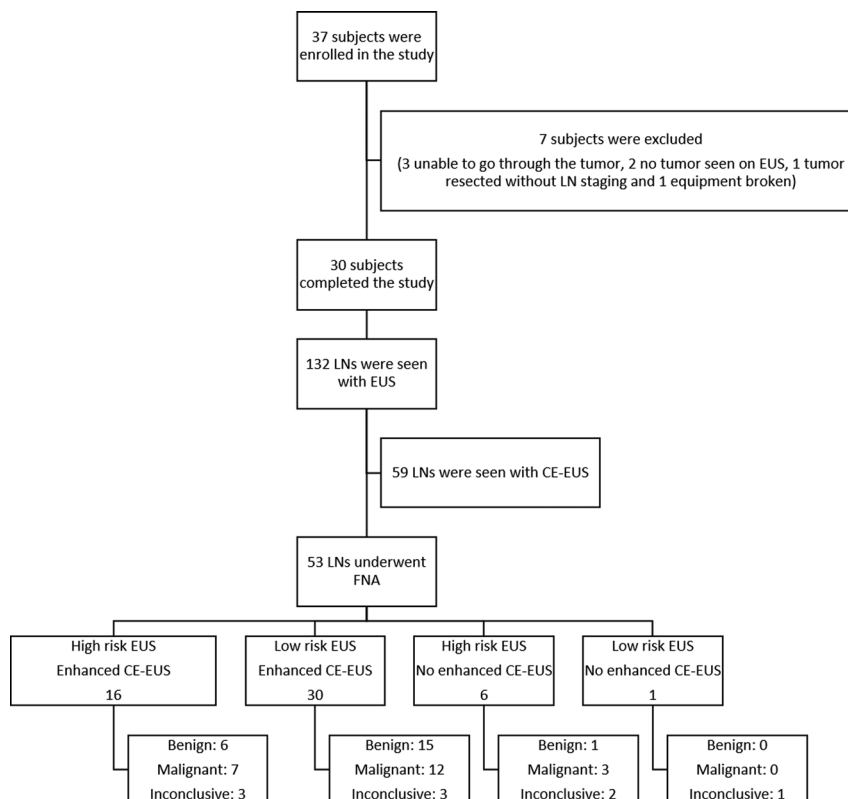 37 subjects were
enrolled in the study
7 subjects were excluded
(3 unable to go through the tumor, 2 no tumor seen on EUS, 1 tumor
resected without LN staging and 1 equipment broken)
30 subjects
completed the study
132 LNs were seen
with EUS
59 LNs were seen with CE-EUS
53 LNs underwent
FNA
High risk EUS
Enhanced CE-EUS
16
Low risk EUS
Enhanced CE-EUS
30
High risk EUS
No enhanced CE-EUS
6
Low risk EUS
No enhanced CE-EUS
1
Benign: 6
Malignant: 7
Inconclusive: 3
Benign: 15
Malignant: 12
Inconclusive: 3
Benign: 1
Malignant: 3
Inconclusive: 2
Benign: 0
Malignant: 0
Inconclusive: 1